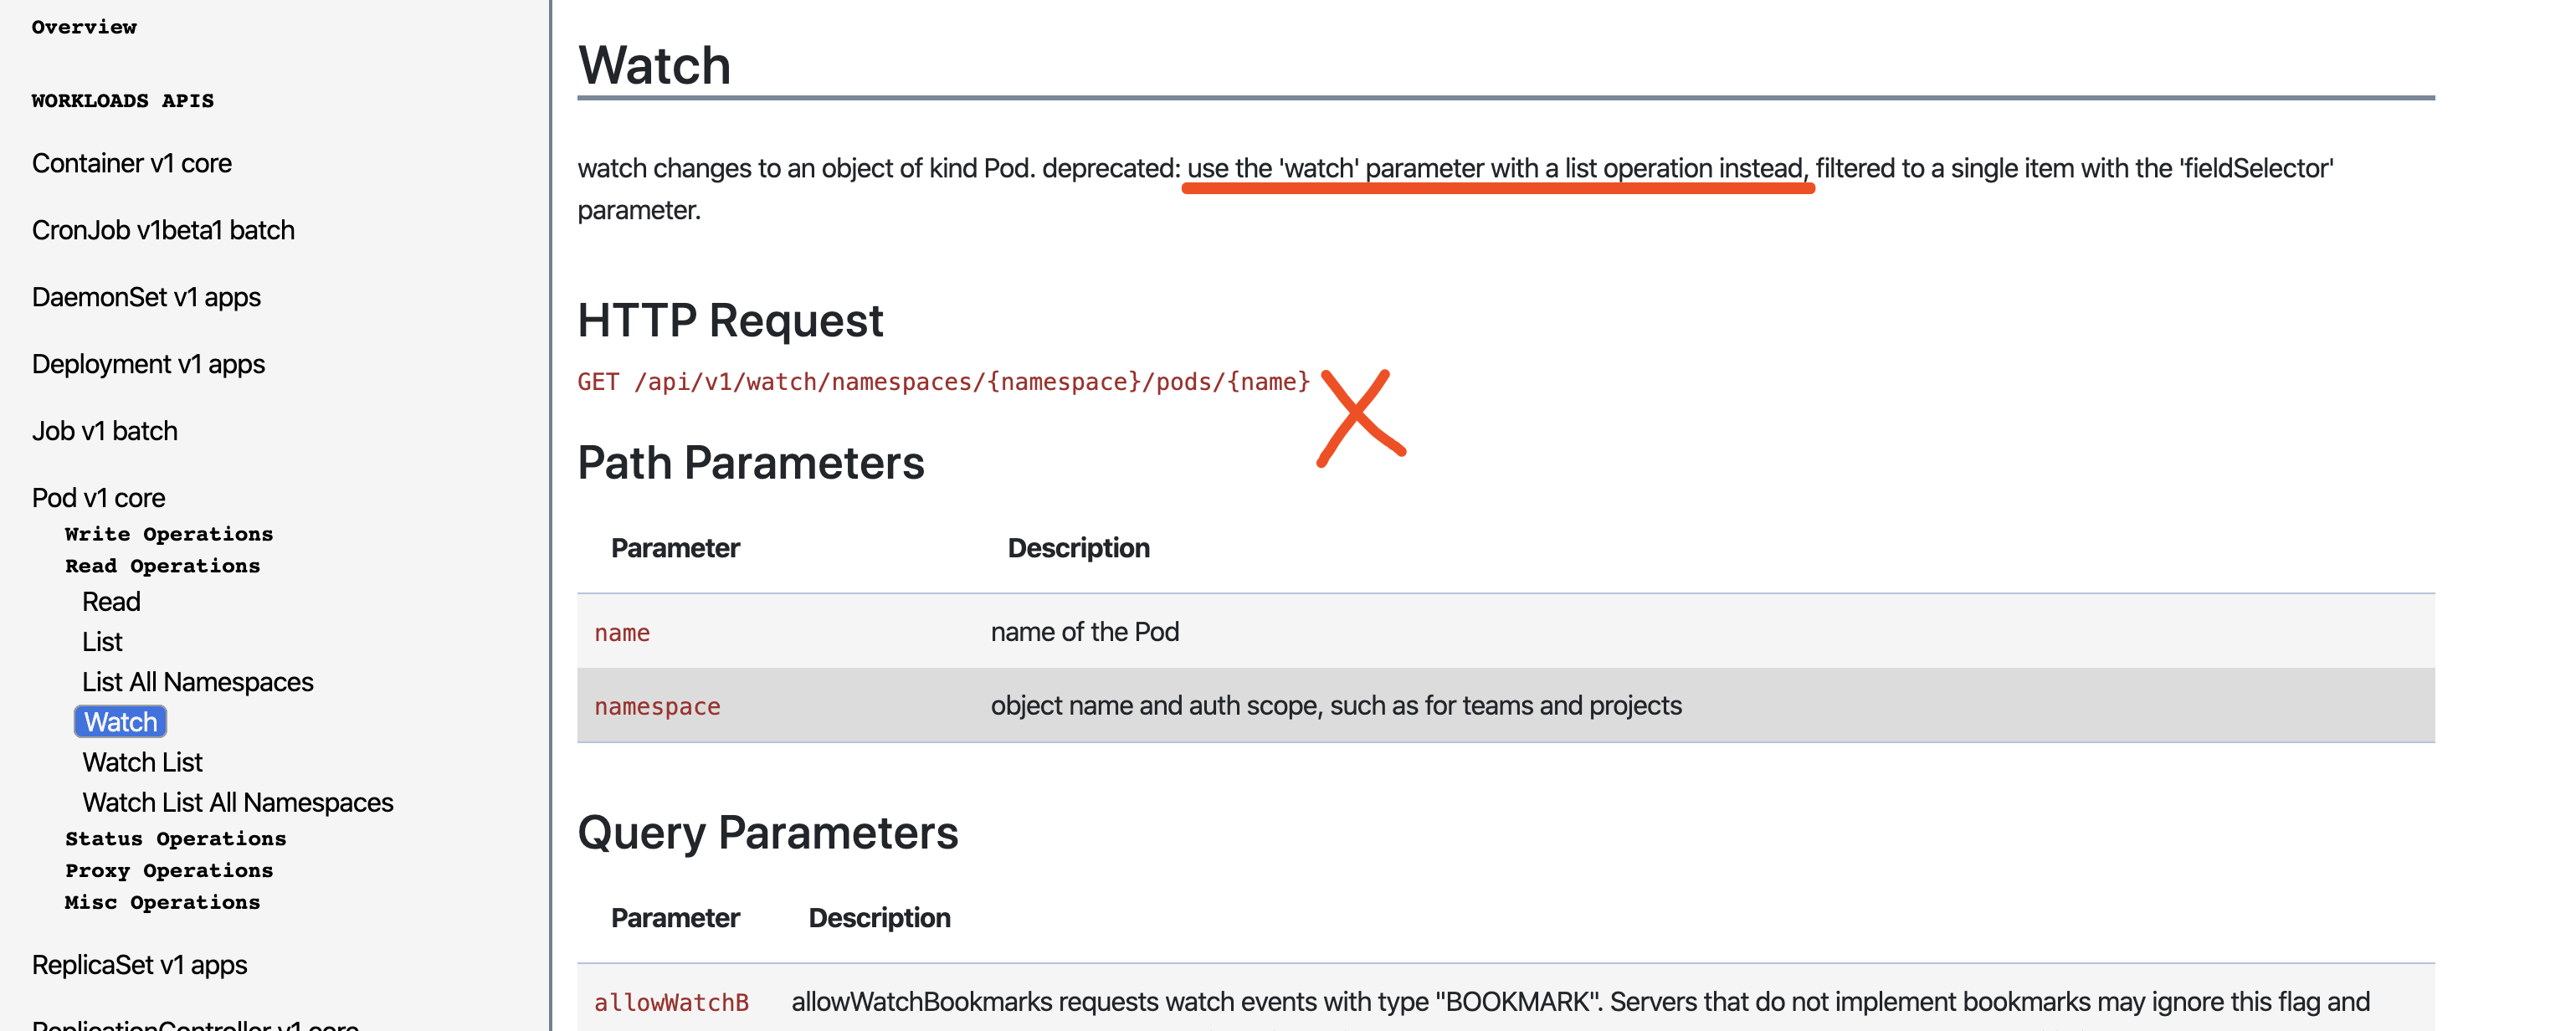 Overview
WORKLOADS APIS
Container v1 core
CronJob v1beta1 batch
DaemonSet v1 apps
Deployment v1 apps
Job v1 batch
Pod v1 core
Write Operations
Read Operations
Read
List
List All Namespaces
Watch
Watch List
Watch List All Namespaces
Status Operations
Proxy Operations
Misc Operations
ReplicaSet v1 apps
ReplicationController v1 core
Watch
watch changes to an object of kind Pod. deprecated: use the 'watch' parameter with a list operation instead, filtered to a single item with the 'fieldSelector'
parameter.
HTTP Request
GET /api/v1/watch/namespaces/{namespace}/pods/{name}
Path Parameters
Parameter Description
name name of the Pod
namespace object name and auth scope, such as for teams and projects
Query Parameters
Parameter Description
allowWatchB allowWatchBookmarks requests watch events with type "BOOKMARK". Servers that do not implement bookmarks may ignore this flag and